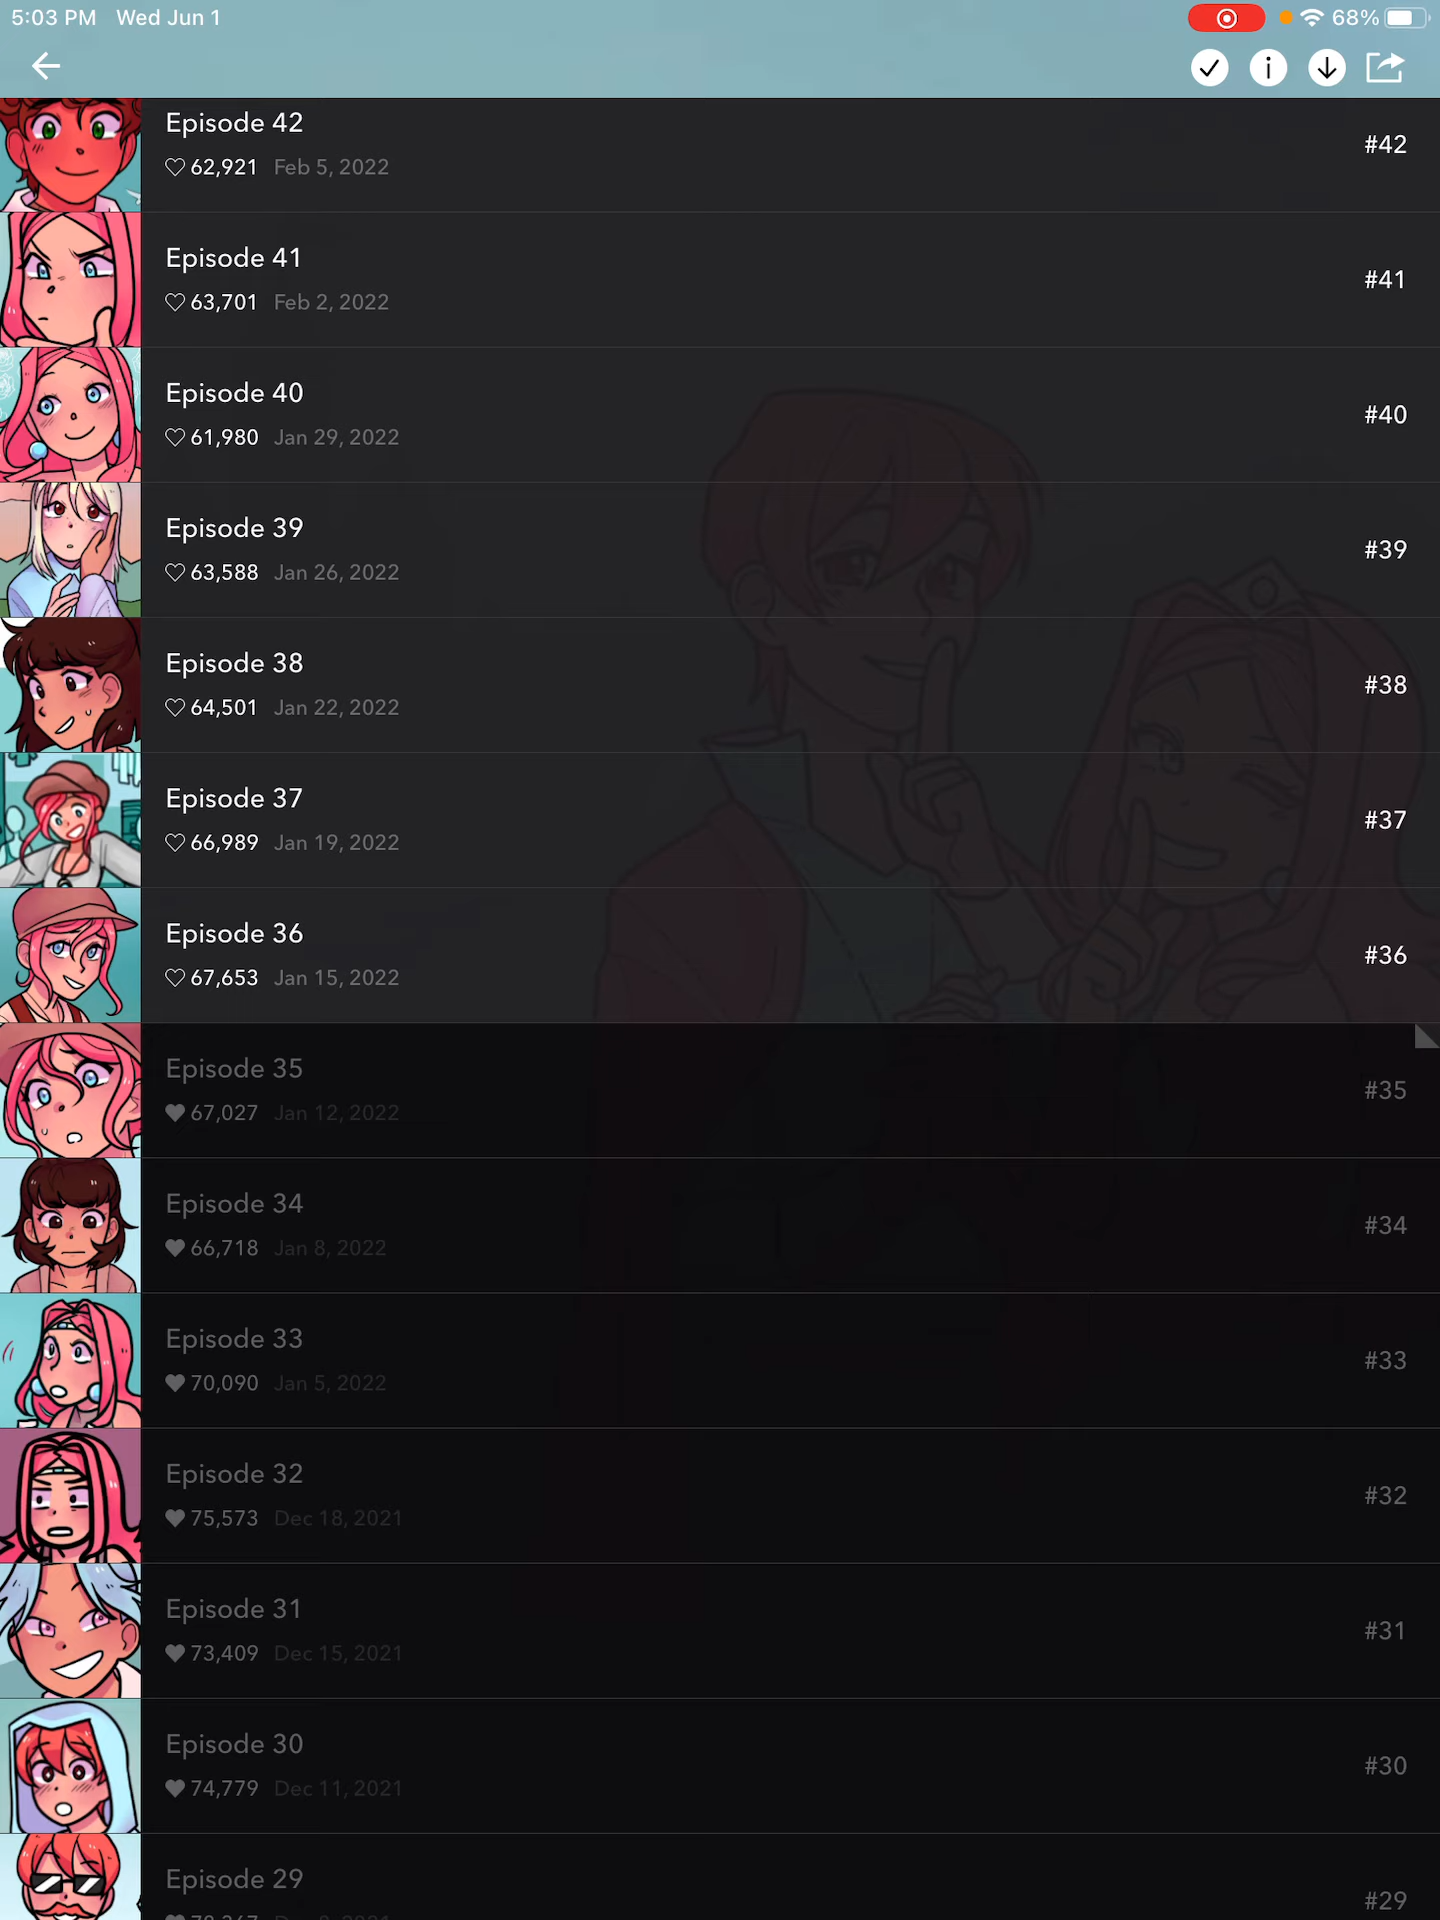 5:03 PM Wed Jun 1 68%
Episode 42
62,921 Feb 5, 2022
#42
Episode 41
63,701 Feb 2, 2022
#41
Episode 40
61,980 Jan 29, 2022
#40
Episode 39
63,588 Jan 26, 2022
#39
Episode 38
64,501 Jan 22, 2022
#38
Episode 37
66,989 Jan 19, 2022
#37
Episode 36
67,653 Jan 15, 2022
#36
Episode 35
67,027 Jan 12, 2022
#35
Episode 34
66,718 Jan 8, 2022
#34
Episode 33
70,090 Jan 5, 2022
#33
Episode 32
75,573 Dec 18, 2021
#32
Episode 31
73,409 Dec 15, 2021
#31
Episode 30
74,779 Dec 11, 2021
#30
Episode 29
#29